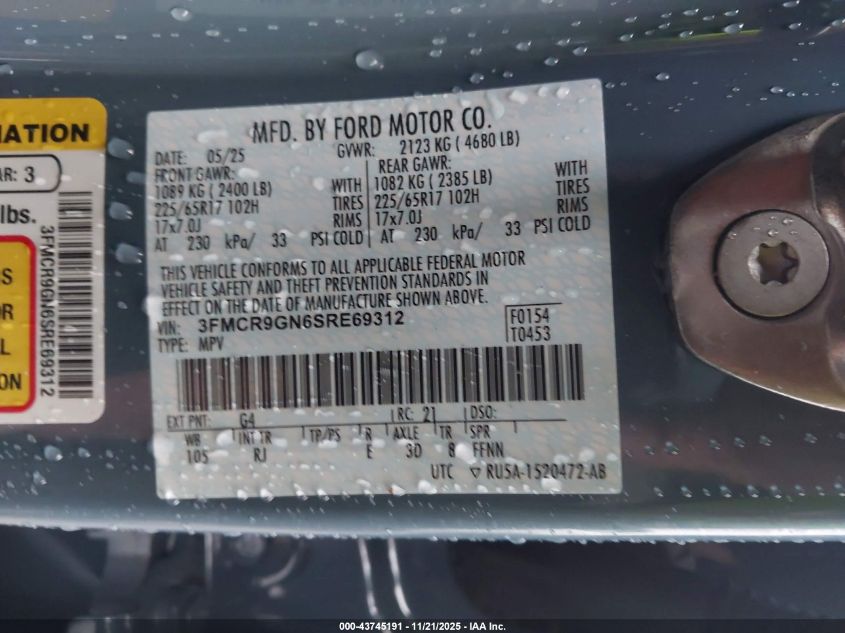 MATION
AR: 3
lbs.
S
OR
L
ON
3FMCR9GN6SRE69312
MFD. BY FORD MOTOR CO.
DATE: 05/25 GVWR: 2123 KG ( 4680 LB)
FRONT GAWR: REAR GAWR:
1089 KG ( 2400 LB) WITH 1082 KG ( 2385 LB) WITH
225/65R17 102H TIRES 225/65R17 102H TIRES
17x7.0J RIMS 17x7.0J RIMS
AT 230 kPa/ 33 PSI COLD AT 230 kPa/ 33 PSI COLD
THIS VEHICLE CONFORMS TO ALL APPLICABLE FEDERAL MOTOR
VEHICLE SAFETY AND THEFT PREVENTION STANDARDS IN
EFFECT ON THE DATE OF MANUFACTURE SHOWN ABOVE.
VIN: 3FMCR9GN6SRE69312 F0154
TYPE: MPV T0453
EXT PNT: G4 RC: 21 DSO:
WB INT TR TP/PS R AXLE TR SPR
105 RJ E 30 8 FFNN
UTC ▽ RU5A-1520472-AB
000-43745191 - 11/21/2025 - IAA Inc.